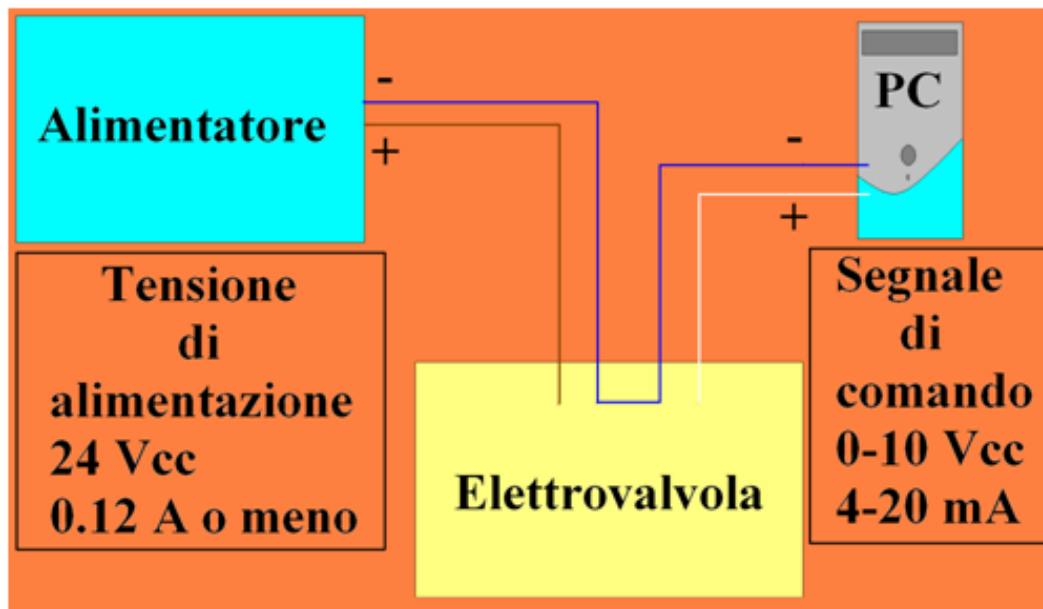 Alimentatore
-
+
PC
-
+
Tensione
di
alimentazione
24 Vcc
0.12 A o meno
Segnale
di
comando
0-10 Vcc
4-20 mA
Elettrovalvola